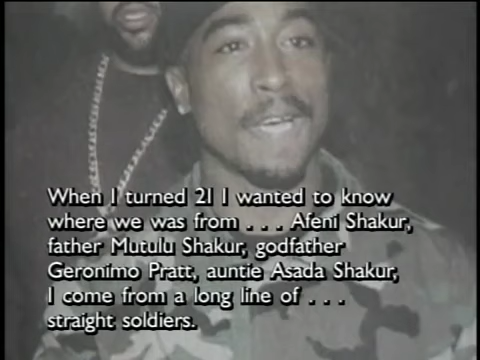 When I turned 21 I wanted to know
where we was from . . . Afeni Shakur,
father Mutulu Shakur, godfather
Geronimo Pratt, auntie Asada Shakur,
I come from a long line of . . .
straight soldiers.